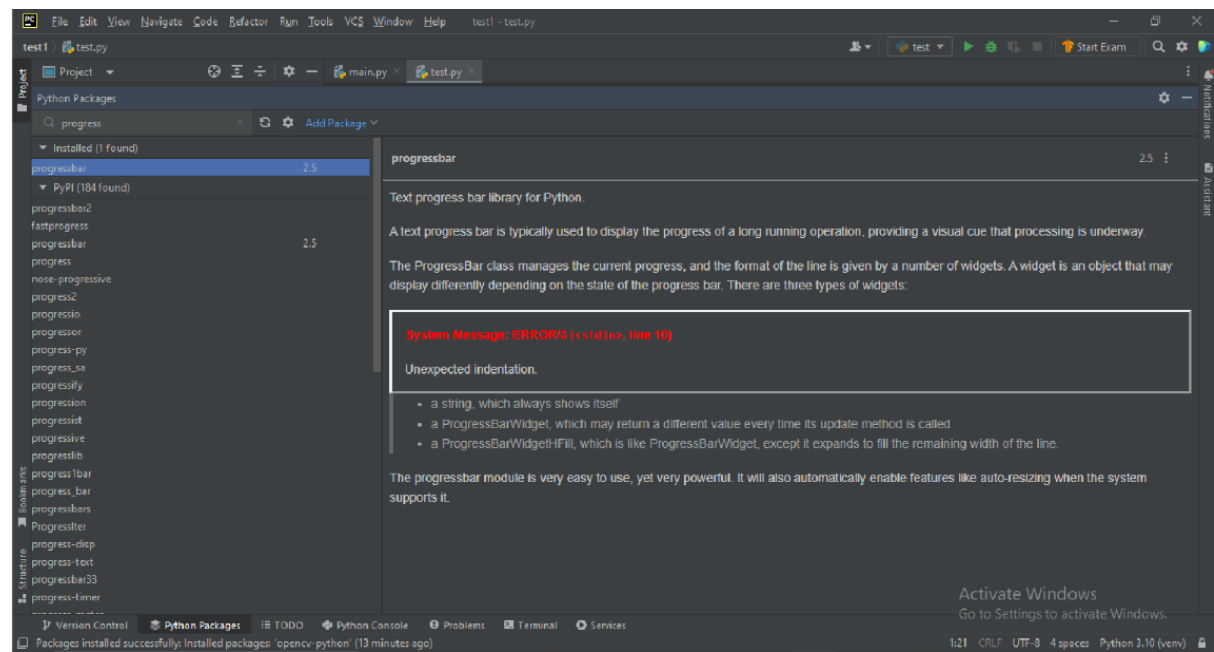 PC File Edit View Navigate Code Refactor Run Tools VCS Window Help test1 - test.py
test1 test.py test Start Exam
Project Project main.py test.py
Python Packages
progress Add Package
Installed (1 found)
progressbar 2.5
PyPI (184 found)
progressbar2
fastprogress
progressbar 2.5
progress
nose-progressive
progress2
progressio
progressor
progress-py
progress_sa
progressify
progression
progressist
progressive
progresslib
progress1bar
progress_bar
progressbars
ProgressIter
progress-disp
progress-text
progressbar33
progress-timer
progressbar 2.5
Text progress bar library for Python.
A text progress bar is typically used to display the progress of a long running operation, providing a visual cue that processing is underway.
The ProgressBar class manages the current progress, and the format of the line is given by a number of widgets. A widget is an object that may
display differently depending on the state of the progress bar. There are three types of widgets:
System Message: ERROR/3 (<stdin>, line 10)
Unexpected indentation.
• a string, which always shows itself
• a ProgressBarWidget, which may return a different value every time its update method is called
• a ProgressBarWidgetHFill, which is like ProgressBarWidget, except it expands to fill the remaining width of the line.
The progressbar module is very easy to use, yet very powerful. It will also automatically enable features like auto-resizing when the system
supports it.
Notifications
Assistant
Bookmarks
Structure
Activate Windows
Go to Settings to activate Windows.
Version Control Python Packages TODO Python Console Problems Terminal Services
Packages installed successfully: Installed packages: 'opencv-python' (13 minutes ago) 1:21 CRLF UTF-8 4 spaces Python 3.10 (venv)